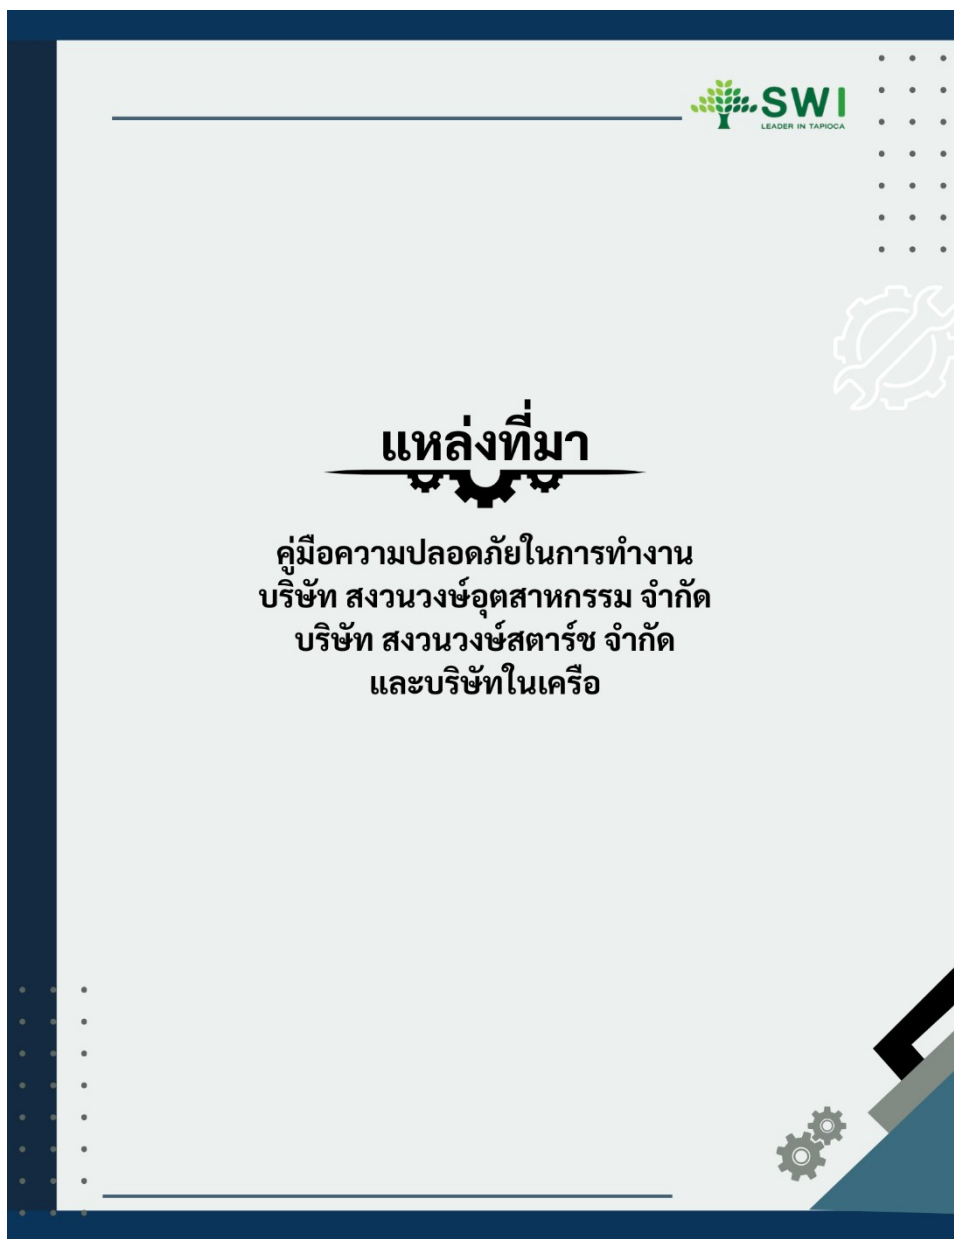 SWI
LEADER IN TAPIOCA
แหล่งที่มา
คู่มือความปลอดภัยในการทำงาน
บริษัท สงวนวงษ์อุตสาหกรรม จำกัด
บริษัท สงวนวงษ์สตาร์ช จำกัด
และบริษัทในเครือ